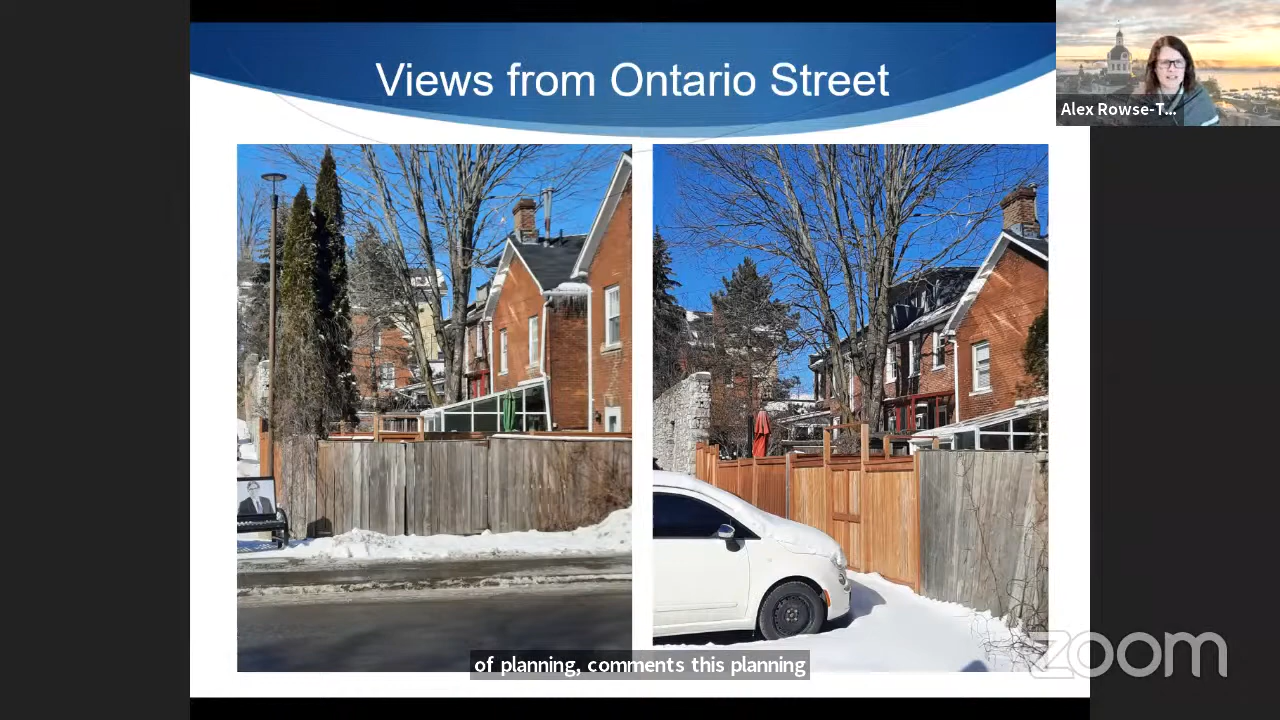 Views from Ontario Street
Alex Rowse-T...
of planning, comments this planning
zoom